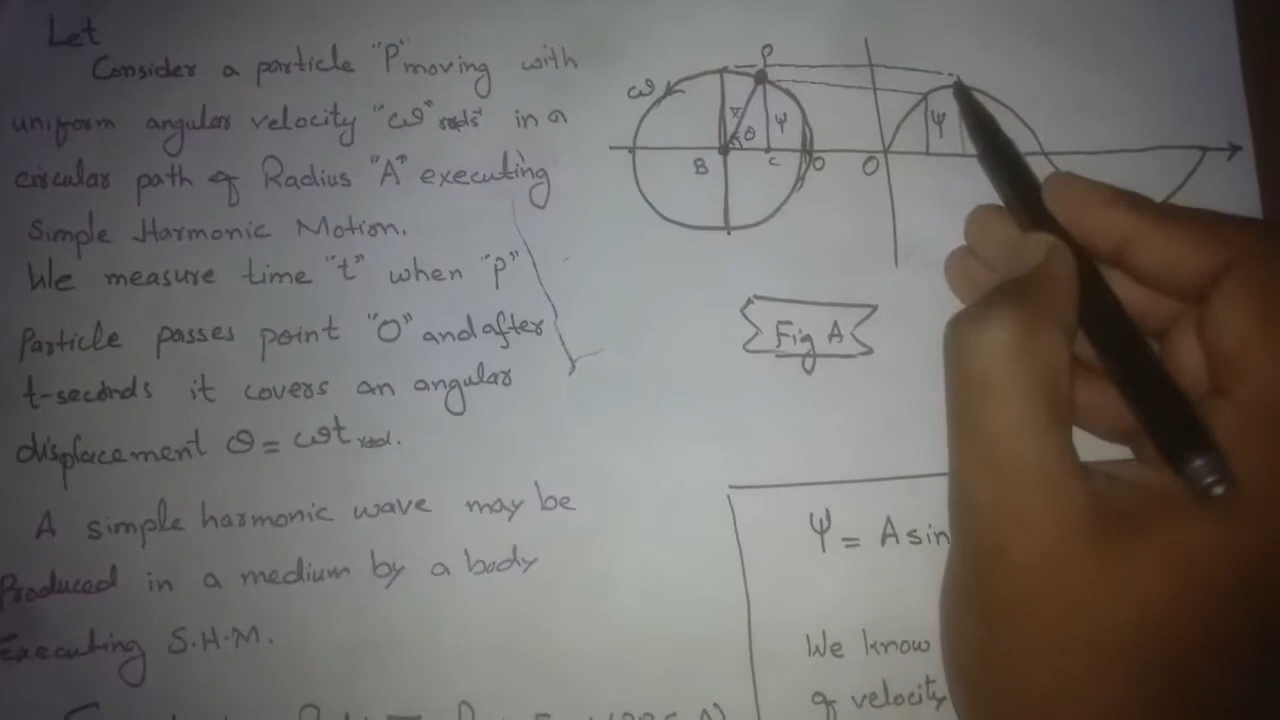 Let
Consider a particle "P" moving with
uniform angular velocity "ω" in a
circular path of Radius "A" executing
Simple Harmonic Motion.
We measure time "t" when "P"
Particle passes point "O" and after
t-seconds it covers an angular
displacement θ = ωt rad.
A simple harmonic wave may be
Produced in a medium by a body
Executing S.H.M.
P
ω
θ
ψ
B
C
O
O
ψ
Fig A
ψ = A sin
We know
of velocity